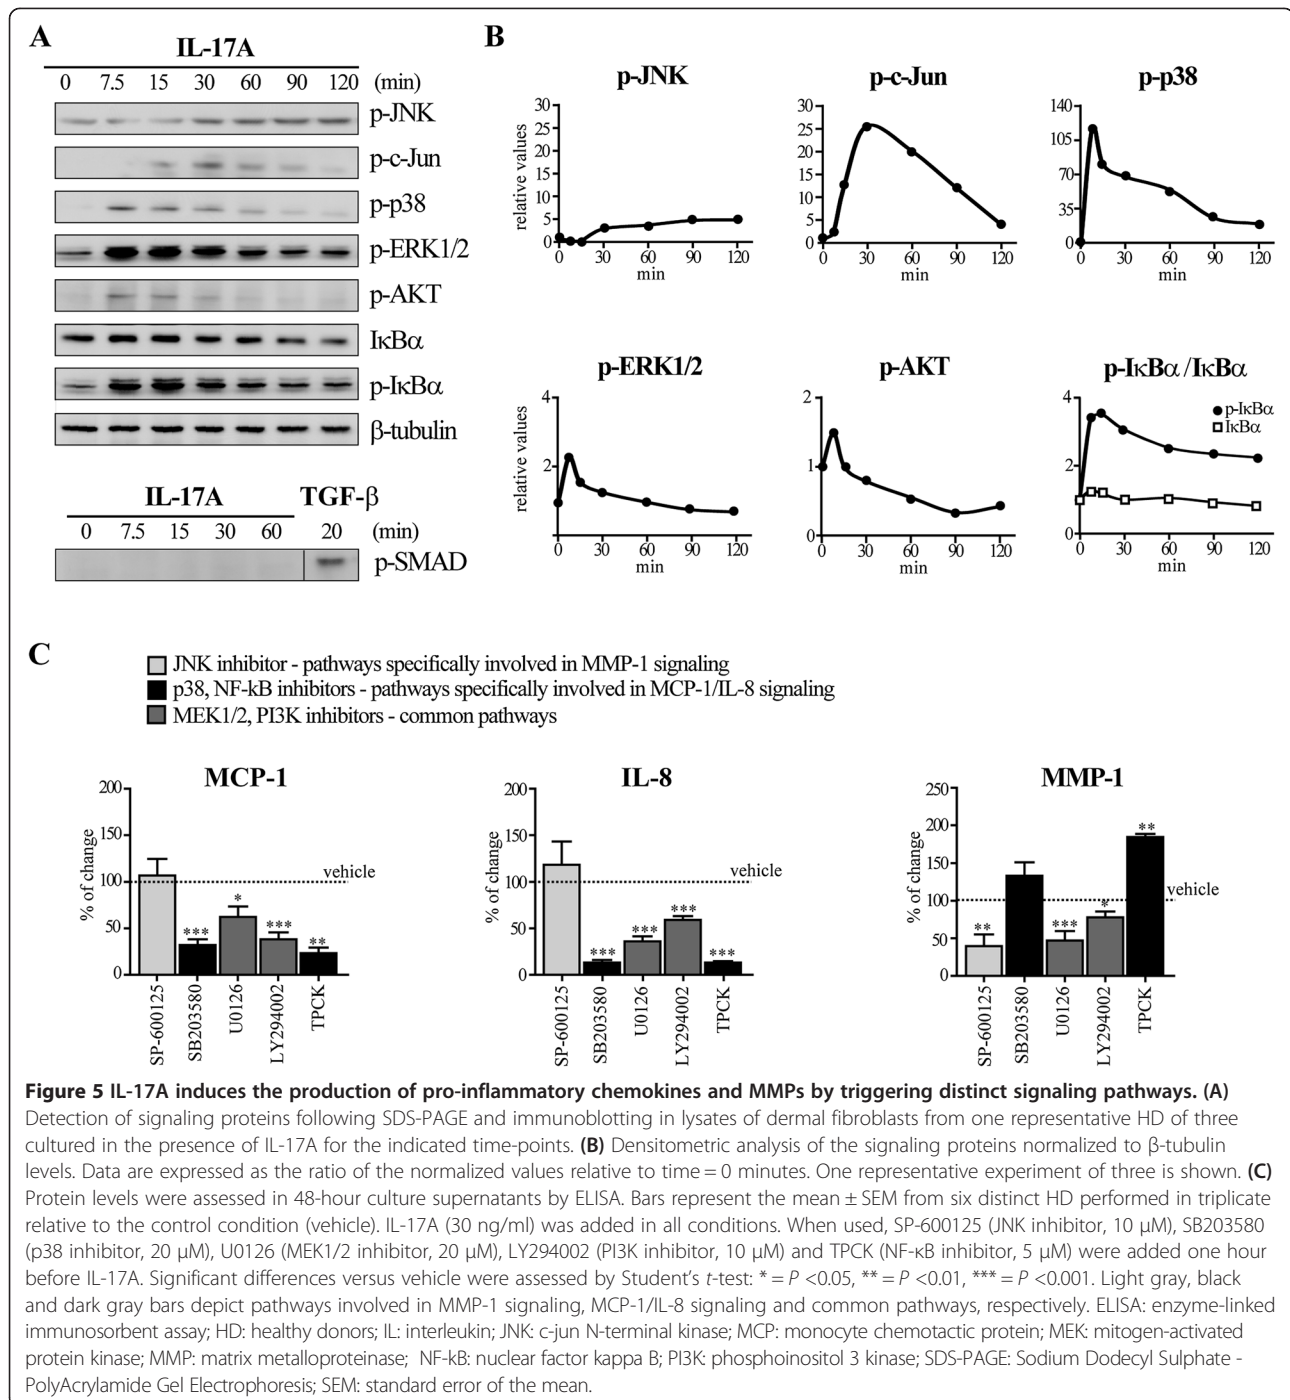 A
IL-17A
0 7.5 15 30 60 90 120 (min)
p-JNK
p-c-Jun
p-p38
p-ERK1/2
p-AKT
IκBα
p-IκBα
β-tubulin
IL-17A TGF-β
0 7.5 15 30 60 (min) 20
p-SMAD
B
p-JNK
relative values
30
25
20
15
10
5
0
0 30 60 90 120
min
p-c-Jun
30
25
20
15
10
5
0
0 30 60 90 120
min
p-p38
140
105
70
35
0
0 30 60 90 120
min
p-ERK1/2
relative values
4
2
0 30 60 90 120
min
p-AKT
relative values
2
1
0
0 30 60 90 120
min
p-IκBα/IκBα
p-IκBα
IκBα
4
2
0
0 30 60 90 120
min
C
JNK inhibitor - pathways specifically involved in MMP-1 signaling
p38, NF-kB inhibitors - pathways specifically involved in MCP-1/IL-8 signaling
MEK1/2, PI3K inhibitors - common pathways
MCP-1
% of change
200
150
100
50
0
vehicle
*** * *** **
SP-600125
SB203580
U0126
LY294002
TPCK
IL-8
% of change
200
150
100
50
0
vehicle
*** *** *** ***
SP-600125
SB203580
U0126
LY294002
TPCK
MMP-1
% of change
250
200
150
100
50
0
vehicle
** *** * **
SP-600125
SB203580
U0126
LY294002
TPCK
Figure 5 IL-17A induces the production of pro-inflammatory chemokines and MMPs by triggering distinct signaling pathways. (A)
Detection of signaling proteins following SDS-PAGE and immunoblotting in lysates of dermal fibroblasts from one representative HD of three
cultured in the presence of IL-17A for the indicated time-points. (B) Densitometric analysis of the signaling proteins normalized to β-tubulin
levels. Data are expressed as the ratio of the normalized values relative to time = 0 minutes. One representative experiment of three is shown. (C)
Protein levels were assessed in 48-hour culture supernatants by ELISA. Bars represent the mean ± SEM from six distinct HD performed in triplicate
relative to the control condition (vehicle). IL-17A (30 ng/ml) was added in all conditions. When used, SP-600125 (JNK inhibitor, 10 μM), SB203580
(p38 inhibitor, 20 μM), U0126 (MEK1/2 inhibitor, 20 μM), LY294002 (PI3K inhibitor, 10 μM) and TPCK (NF-κB inhibitor, 5 μM) were added one hour
before IL-17A. Significant differences versus vehicle were assessed by Student's t-test: * = P <0.05, ** = P <0.01, *** = P <0.001. Light gray, black
and dark gray bars depict pathways involved in MMP-1 signaling, MCP-1/IL-8 signaling and common pathways, respectively. ELISA: enzyme-linked
immunosorbent assay; HD: healthy donors; IL: interleukin; JNK: c-jun N-terminal kinase; MCP: monocyte chemotactic protein; MEK: mitogen-activated
protein kinase; MMP: matrix metalloproteinase; NF-kB: nuclear factor kappa B; PI3K: phosphoinositol 3 kinase; SDS-PAGE: Sodium Dodecyl Sulphate -
PolyAcrylamide Gel Electrophoresis; SEM: standard error of the mean.